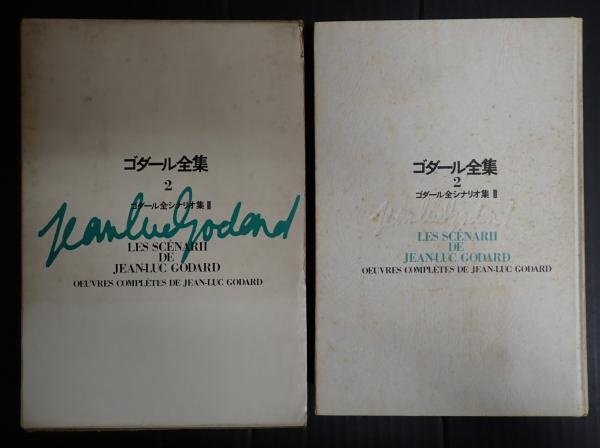 ゴダール全集
2
ゴダール全シナリオ集 II
Jean Luc Godard
LES SCÉNARII
DE
JEAN-LUC GODARD
OEUVRES COMPLÈTES DE JEAN-LUC GODARD
ゴダール全集
2
ゴダール全シナリオ集 II
Jean Luc Godard
LES SCÉNARII
DE
JEAN-LUC GODARD
OEUVRES COMPLÈTES DE JEAN-LUC GODARD